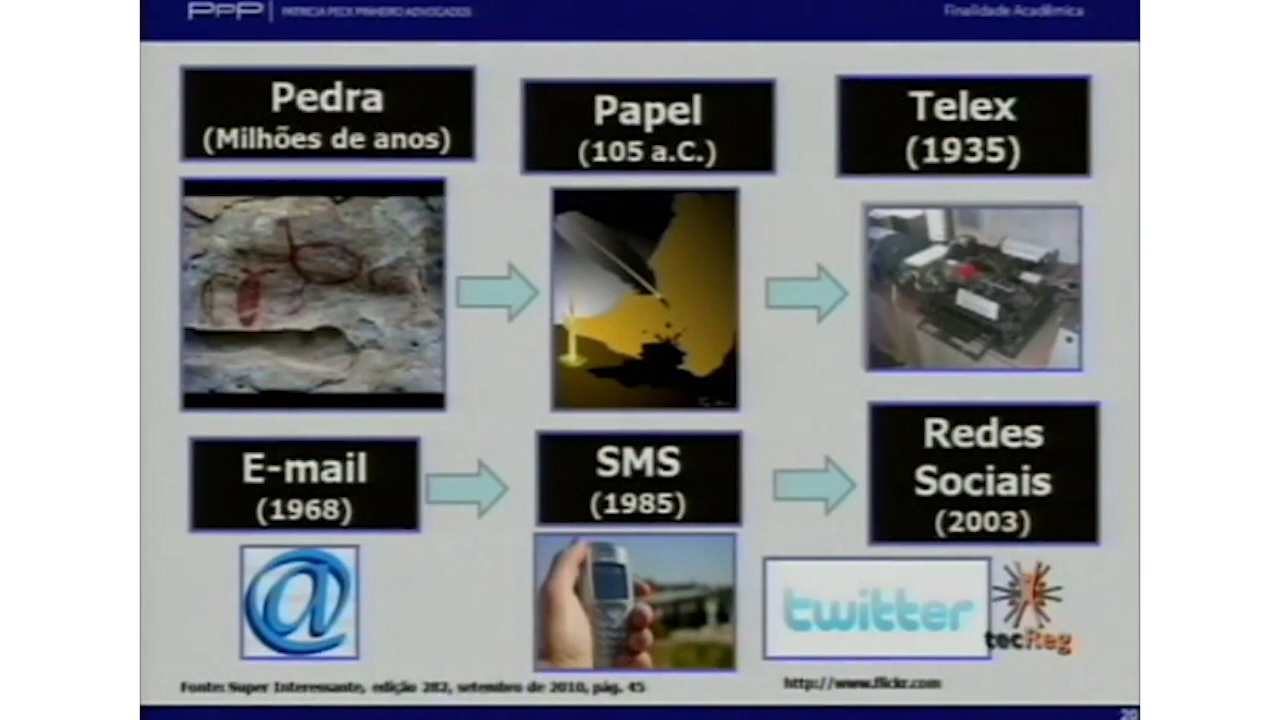 PPP PATRICIA PECK PINHEIRO ADVOGADOS
Finalidade Acadêmica
Pedra
(Milhões de anos)
Papel
(105 a.C.)
Telex
(1935)
E-mail
(1968)
@
SMS
(1985)
Redes
Sociais
(2003)
twitter
tecReg
Fonte: Super Interessante, edição 282, setembro de 2010, pág. 45
http://www.flickr.com
20